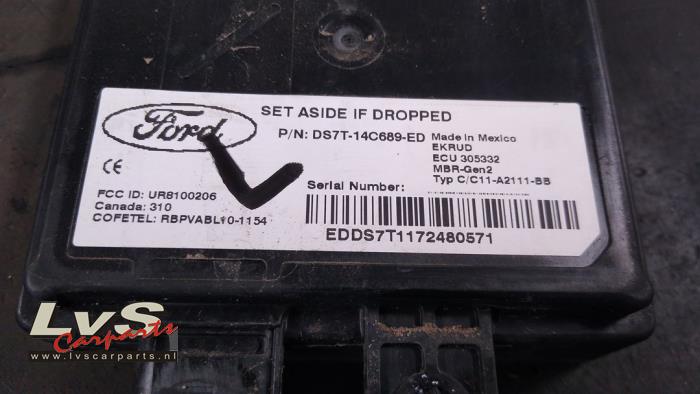 Ford
SET ASIDE IF DROPPED
P/N: DS7T-14C689-ED
Made in Mexico
EKRUD
ECU 305332
MBR-Gen2
Typ C/C11-A2111-BB
CE
FCC ID: UR8100206
Canada: 310
COFETEL: 0-1154
Serial Number:
EDDS7T1172480571
LvS
Carparts
www.lvscarparts.nl